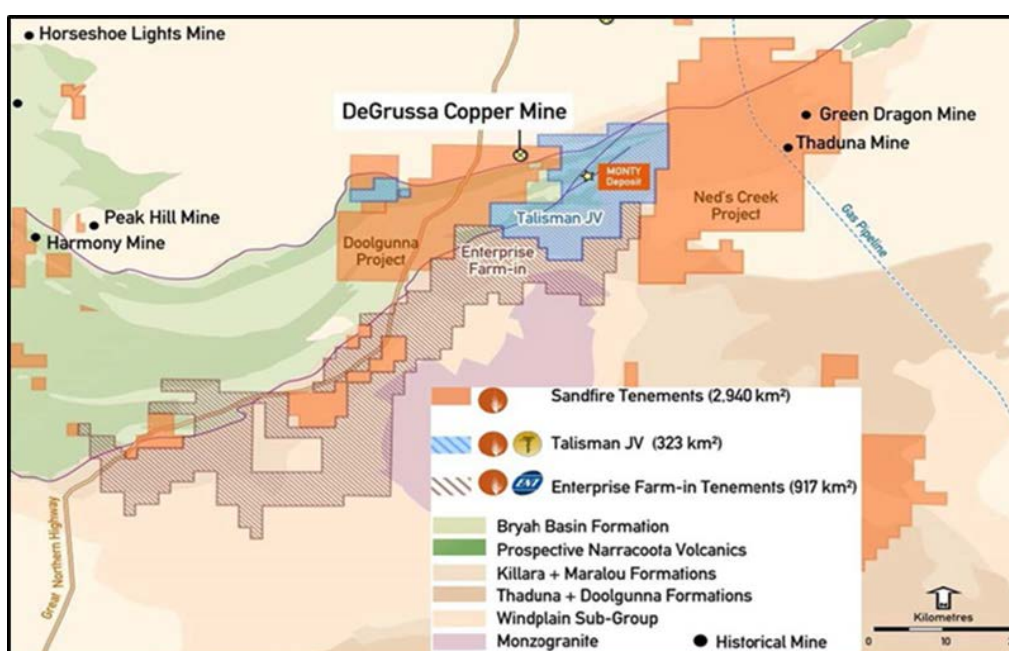 Horseshoe Lights Mine
DeGrussa Copper Mine
Green Dragon Mine
Thaduna Mine
MONTY
Deposit
Ned's Creek
Project
Peak Hill Mine
Harmony Mine
Talisman JV
Doolgunna
Project
Enterprise
Farm-in
Gas Pipeline
Great Northern Highway
Sandfire Tenements (2,940 km²)
Talisman JV (323 km²)
ENT
Enterprise Farm-in Tenements (917 km²)
Bryah Basin Formation
Prospective Narracoota Volcanics
Killara + Maralou Formations
Thaduna + Doolgunna Formations
Windplain Sub-Group
Monzogranite
Historical Mine
Kilometres
0 10